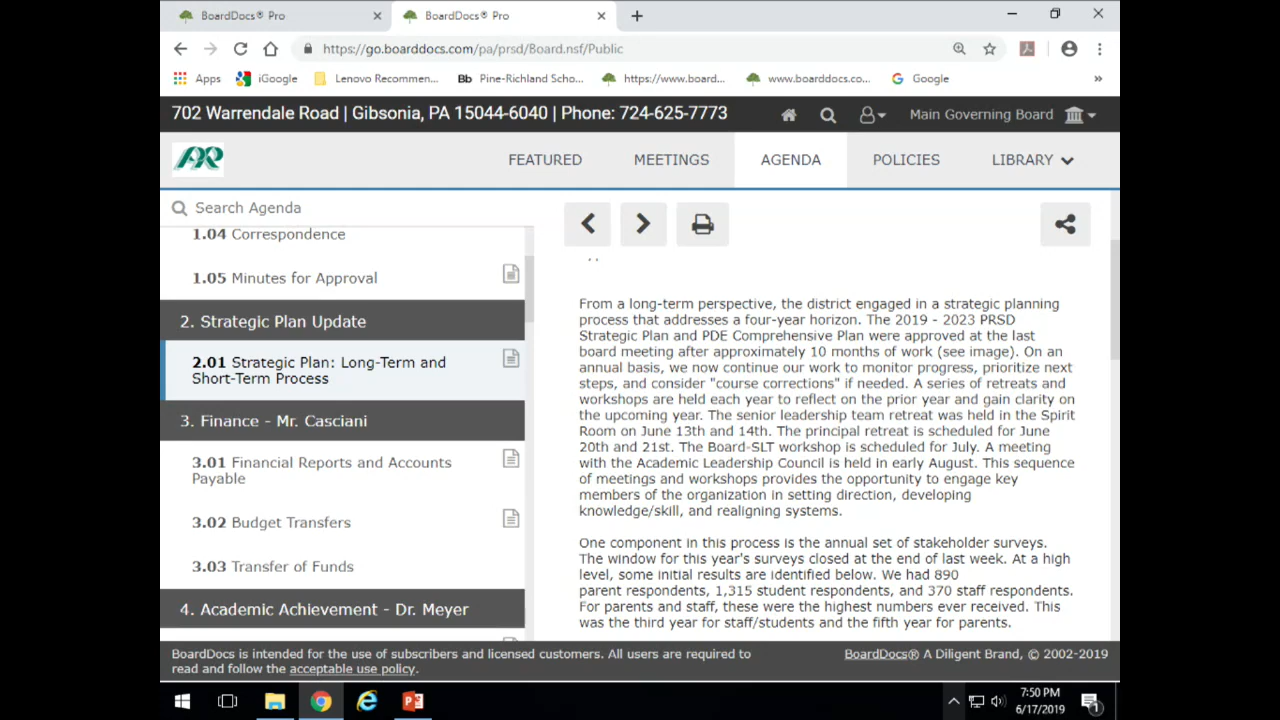 BoardDocs® Pro
BoardDocs® Pro
https://go.boarddocs.com/pa/prsd/Board.nsf/Public
Apps
iGoogle
Lenovo Recommen...
Bb Pine-Richland Scho...
https://www.board...
www.boarddocs.co...
Google
»
702 Warrendale Road | Gibsonia, PA 15044-6040 | Phone: 724-625-7773
Main Governing Board
FEATURED
MEETINGS
AGENDA
POLICIES
LIBRARY
Search Agenda
1.04 Correspondence
1.05 Minutes for Approval
2. Strategic Plan Update
2.01 Strategic Plan: Long-Term and
Short-Term Process
3. Finance - Mr. Casciani
3.01 Financial Reports and Accounts
Payable
3.02 Budget Transfers
3.03 Transfer of Funds
4. Academic Achievement - Dr. Meyer
From a long-term perspective, the district engaged in a strategic planning
process that addresses a four-year horizon. The 2019 - 2023 PRSD
Strategic Plan and PDE Comprehensive Plan were approved at the last
board meeting after approximately 10 months of work (see image). On an
annual basis, we now continue our work to monitor progress, prioritize next
steps, and consider "course corrections" if needed. A series of retreats and
workshops are held each year to reflect on the prior year and gain clarity on
the upcoming year. The senior leadership team retreat was held in the Spirit
Room on June 13th and 14th. The principal retreat is scheduled for June
20th and 21st. The Board-SLT workshop is scheduled for July. A meeting
with the Academic Leadership Council is held in early August. This sequence
of meetings and workshops provides the opportunity to engage key
members of the organization in setting direction, developing
knowledge/skill, and realigning systems.
One component in this process is the annual set of stakeholder surveys.
The window for this year's surveys closed at the end of last week. At a high
level, some initial results are identified below. We had 890
parent respondents, 1,315 student respondents, and 370 staff respondents.
For parents and staff, these were the highest numbers ever received. This
was the third year for staff/students and the fifth year for parents.
BoardDocs is intended for the use of subscribers and licensed customers. All users are required to
read and follow the acceptable use policy.
BoardDocs® A Diligent Brand, © 2002-2019
7:50 PM
6/17/2019
1